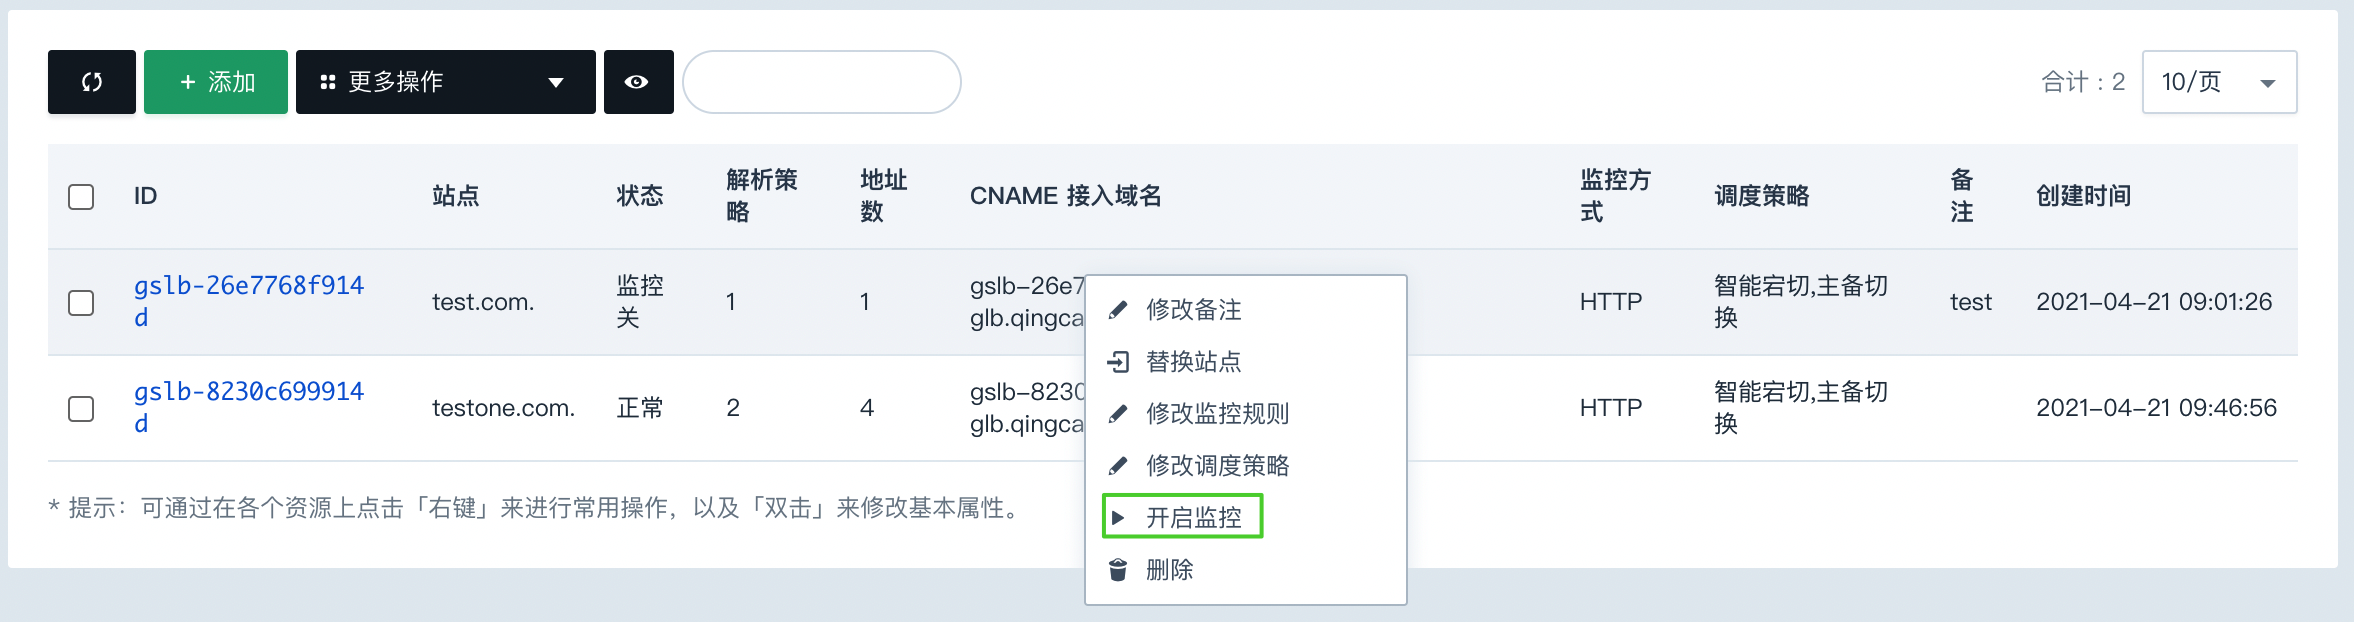 + 添加
更多操作
合计:2
10/页
ID
站点
状态
解析策
略
地址
数
CNAME 接入域名
监控方
式
调度策略
备
注
创建时间
gslb-26e7768f914
d
test.com.
监控
关
1
1
gslb-26e7
glb.qingca
HTTP
智能宕切,主备切
换
test
2021-04-21 09:01:26
gslb-8230c699914
d
testone.com.
正常
2
4
gslb-8230
glb.qingca
HTTP
智能宕切,主备切
换
2021-04-21 09:46:56
修改备注
替换站点
修改监控规则
修改调度策略
开启监控
删除
* 提示：可通过在各个资源上点击「右键」来进行常用操作，以及「双击」来修改基本属性。